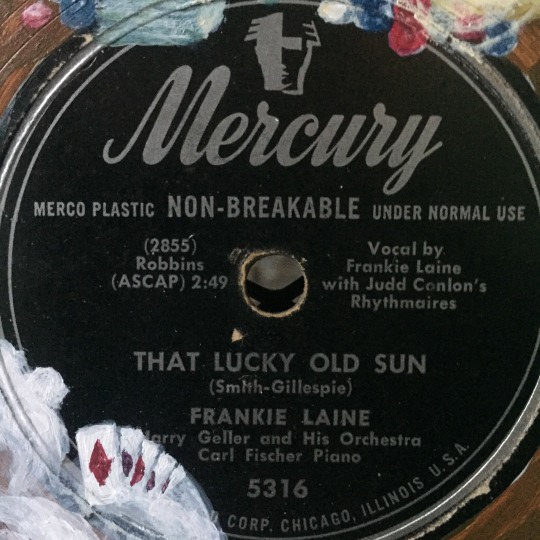 Mercury
MERCO PLASTIC NON-BREAKABLE UNDER NORMAL USE
(2855)
Robbins
(ASCAP) 2:49
Vocal by
Frankie Laine
with Judd Conlon's
Rhythmaires
THAT LUCKY OLD SUN
(Smith-Gillespie)
FRANKIE LAINE
arry Geller and His Orchestra
Carl Fischer Piano
5316
CORP. CHICAGO, ILLINOIS U.S.A.